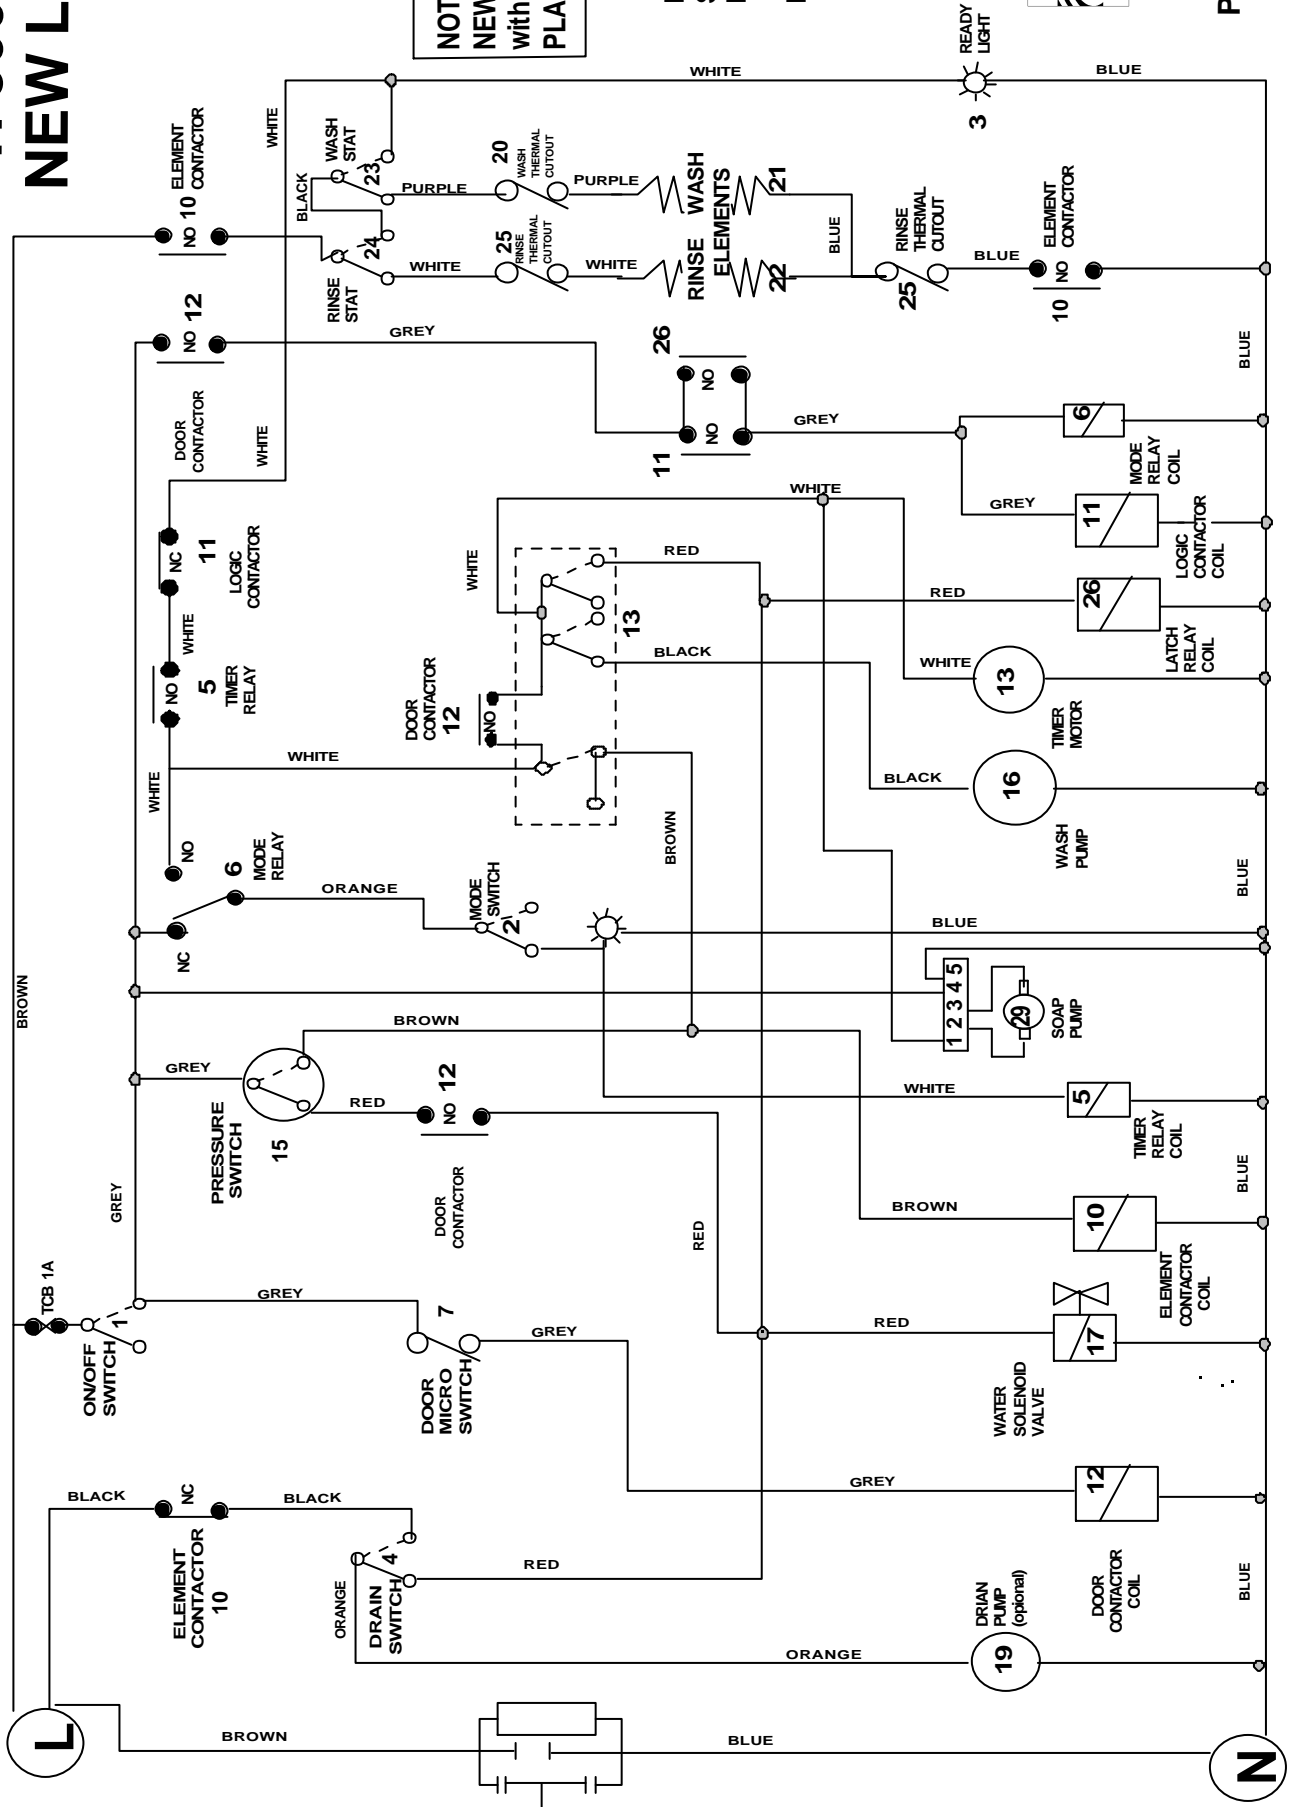 NEW L
NOT
NEW
with
PLA
P
READY
LIGHT
3
WHITE
BLUE
ELEMENT
CONTACTOR
NO 10
WHITE
WASH
STAT
23
BLACK
PURPLE
20
WASH
THERMAL
CUTOUT
PURPLE
WASH
21
24
RINSE
STAT
WHITE
25
RINSE
THERMAL
CUTOUT
WHITE
RINSE
ELEMENTS
22
BLUE
RINSE
THERMAL
CUTOUT
25
BLUE
ELEMENT
CONTACTOR
NO
10
NO 12
GREY
26
NO
NO
11
GREY
BLUE
6
MODE
RELAY
COIL
DOOR
CONTACTOR
WHITE
NC
11
LOGIC
CONTACTOR
WHITE
WHITE
GREY
11
LOGIC
CONTACTOR
COIL
WHITE
RED
RED
26
LATCH
RELAY
COIL
NO
5
TIMER
RELAY
13
BLACK
WHITE
13
TIMER
MOTOR
DOOR
CONTACTOR
12
NO
WHITE
WHITE
BLACK
16
WASH
PUMP
BROWN
NO
6
MODE
RELAY
ORANGE
MODE
SWITCH
2
NC
BLUE
BLUE
BROWN
1 2 3 4 5
29
SOAP
PUMP
BROWN
GREY
PRESSURE
SWITCH
15
RED
NO 12
DOOR
CONTACTOR
WHITE
5
TIMER
RELAY
COIL
BLUE
GREY
RED
BROWN
10
ELEMENT
CONTACTOR
COIL
TCB 1A
1
ON/OFF
SWITCH
GREY
7
DOOR
MICRO
SWITCH
GREY
RED
17
WATER
SOLENOID
VALVE
BLACK
NC
BLACK
ELEMENT
CONTACTOR
10
GREY
12
DOOR
CONTACTOR
COIL
4
DRAIN
SWITCH
RED
ORANGE
BLUE
DRIAN
PUMP
(opional)
19
ORANGE
L
BROWN
BLUE
N